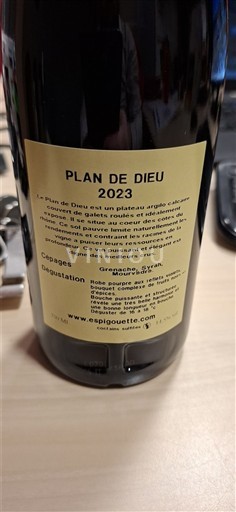 PLAN DE DIEU
2023
Le Plan de Dieu est un plateau argilo calcaire
couvert de galets roulés et idéalement
exposé. Il se situe au coeur des cotes du
rhône. Ce sol pauvre limite naturellement les
rendements et contraint les racines de la
vigne a puiser leurs ressources en
Cépages Grenache, Syrah,
Mourvèdre
Dégustation
Robe pourpre aux reflets violets,
bouquet complexe de fruits
d'épices.
Bouche puissante et structurée
révèle une très belle
une bonne longueur en bouche
Déguster de 16 à 18
www.espigouette.com
contains sulfites